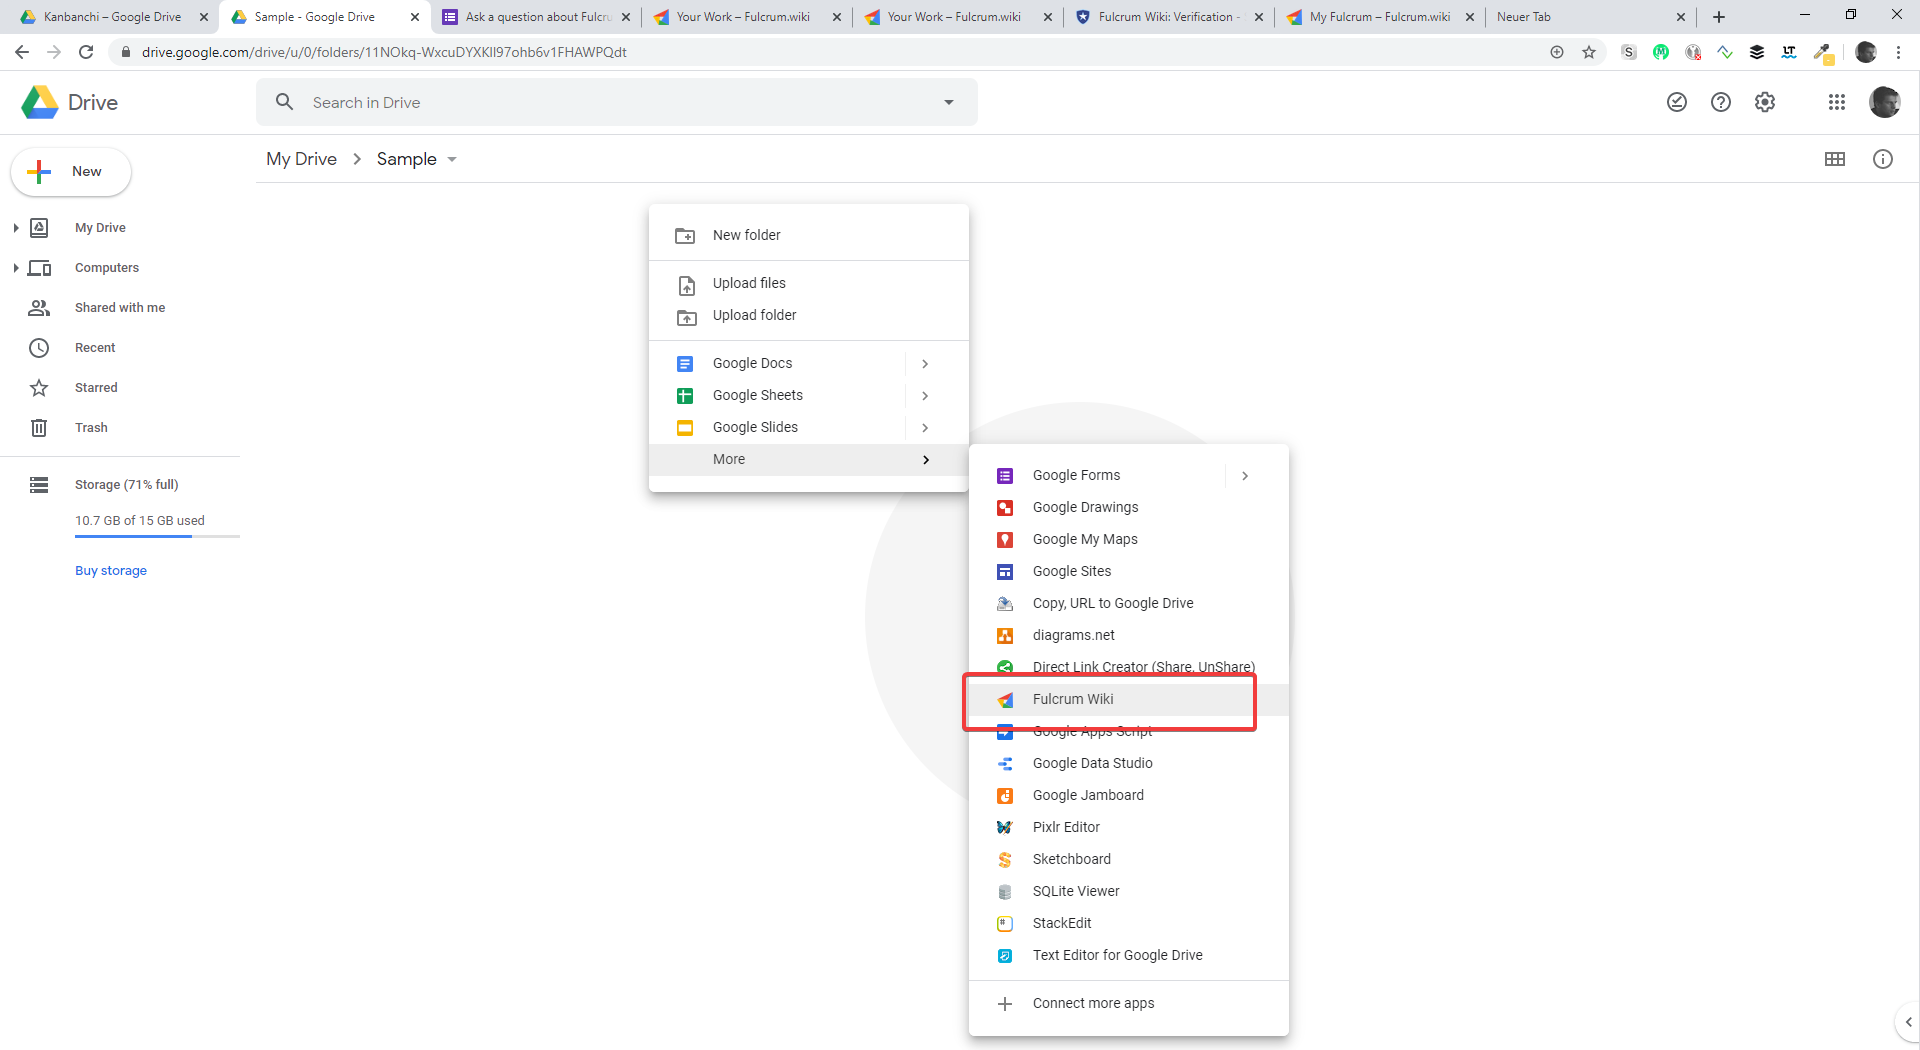 Kanbanchi – Google Drive
Sample - Google Drive
Ask a question about Fulcru
Your Work – Fulcrum.wiki
Your Work – Fulcrum.wiki
Fulcrum Wiki: Verification -
My Fulcrum – Fulcrum.wiki
Neuer Tab
drive.google.com/drive/u/0/folders/11NOkq-WxcuDYXKII97ohb6v1FHAWPQdt
S
LT
Drive
Search in Drive
My Drive
Sample
New
My Drive
Computers
Shared with me
Recent
Starred
Trash
Storage (71% full)
10.7 GB of 15 GB used
Buy storage
New folder
Upload files
Upload folder
Google Docs
Google Sheets
Google Slides
More
Google Forms
Google Drawings
Google My Maps
Google Sites
Copy, URL to Google Drive
diagrams.net
Direct Link Creator (Share, UnShare)
Fulcrum Wiki
Google Apps Script
Google Data Studio
Google Jamboard
Pixlr Editor
Sketchboard
SQLite Viewer
StackEdit
Text Editor for Google Drive
Connect more apps